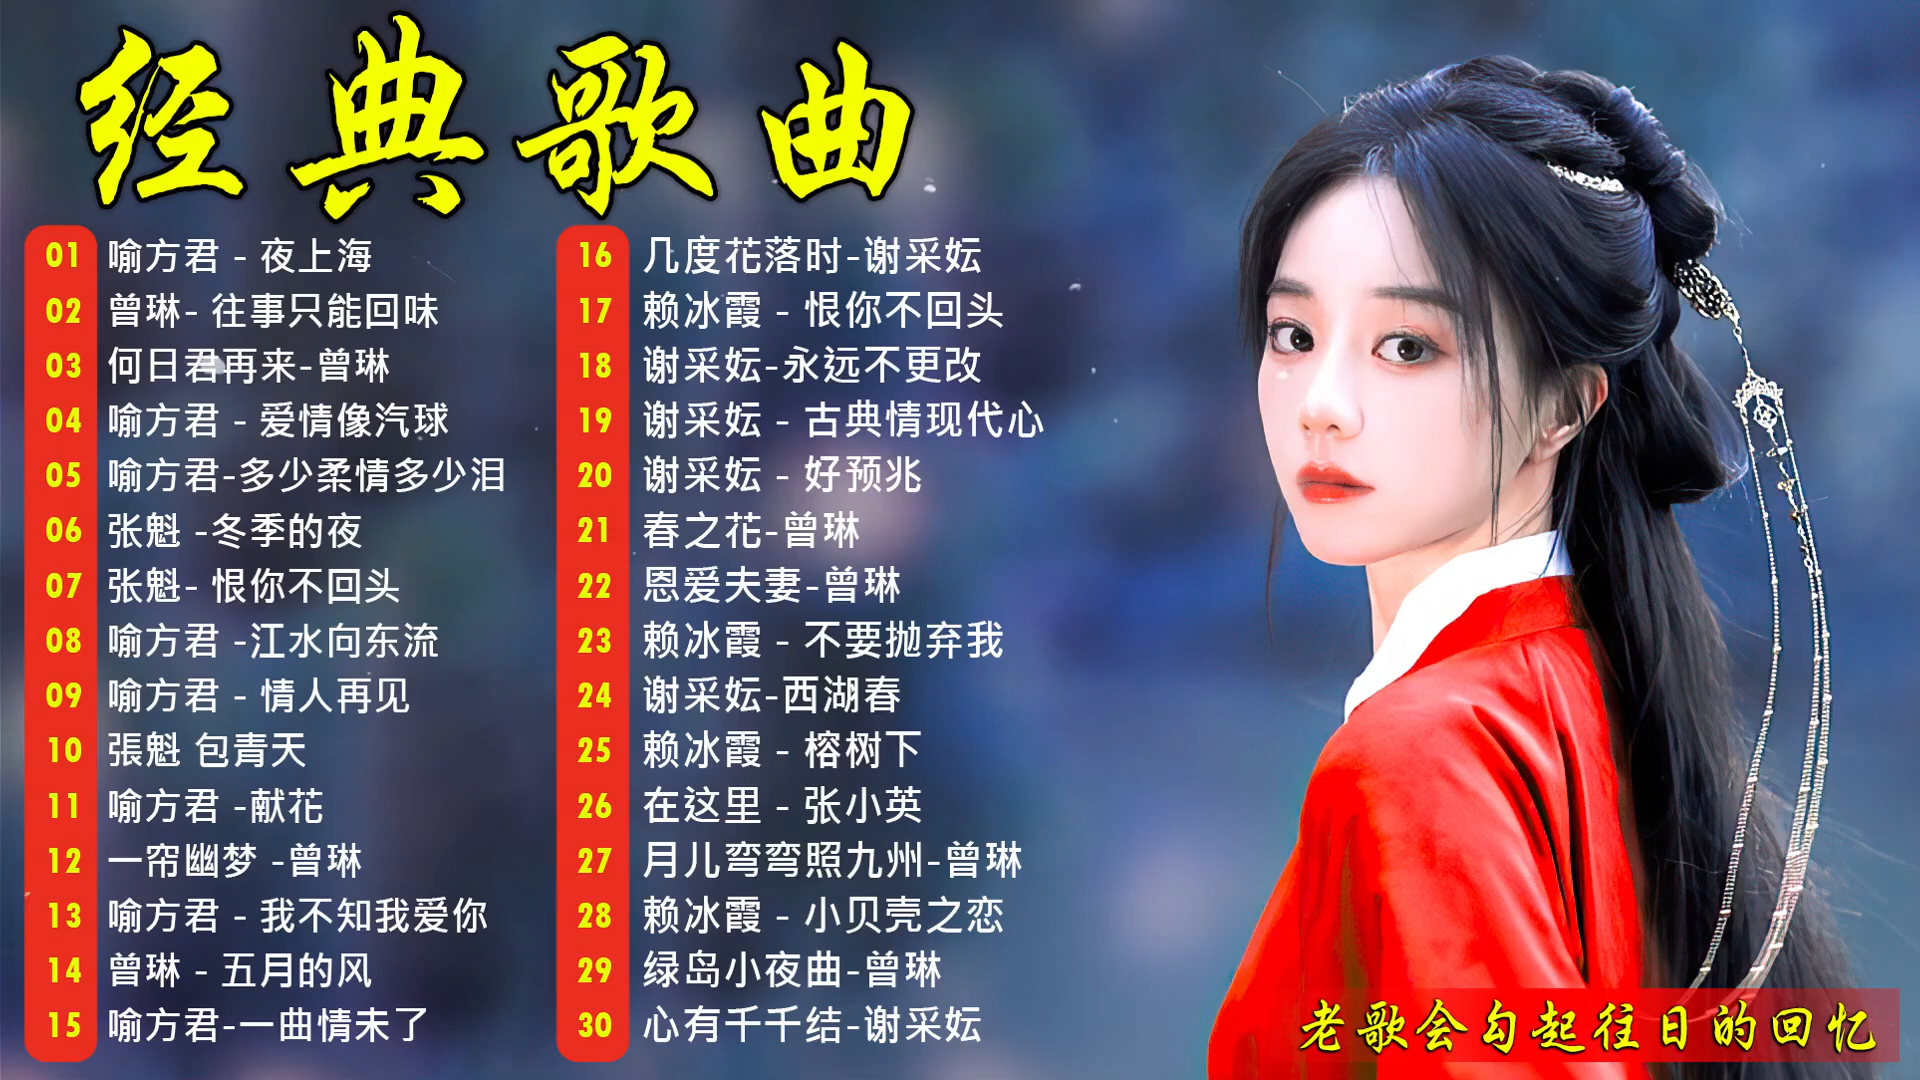 经典歌曲
01 喻方君 - 夜上海
02 曾琳- 往事只能回味
03 何日君再来-曾琳
04 喻方君 - 爱情像汽球
05 喻方君-多少柔情多少泪
06 张魁 -冬季的夜
07 张魁- 恨你不回头
08 喻方君 -江水向东流
09 喻方君 - 情人再见
10 張魁 包青天
11 喻方君 -献花
12 一帘幽梦 -曾琳
13 喻方君 - 我不知我爱你
14 曾琳 - 五月的风
15 喻方君-一曲情未了
16 几度花落时-谢采妘
17 赖冰霞 - 恨你不回头
18 谢采妘-永远不更改
19 谢采妘 - 古典情现代心
20 谢采妘 - 好预兆
21 春之花-曾琳
22 恩爱夫妻-曾琳
23 赖冰霞 - 不要抛弃我
24 谢采妘-西湖春
25 赖冰霞 - 榕树下
26 在这里 - 张小英
27 月儿弯弯照九州-曾琳
28 赖冰霞 - 小贝壳之恋
29 绿岛小夜曲-曾琳
30 心有千千结-谢采妘
老歌会勾起往日的回忆